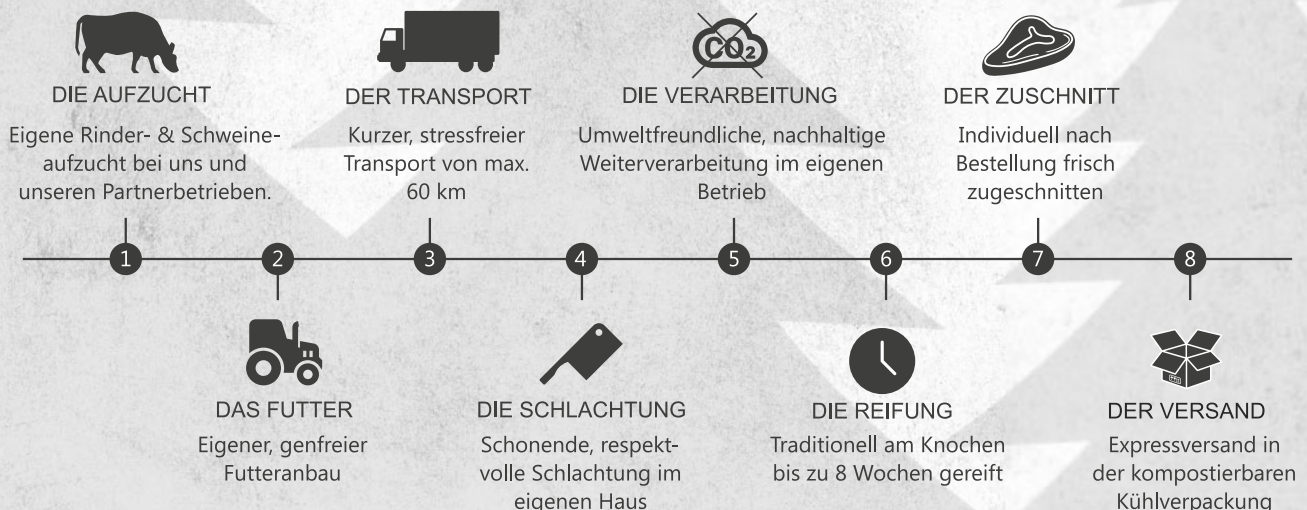 CO₂
DIE AUFZUCHT
Eigene Rinder- & Schweine-
aufzucht bei uns und
unseren Partnerbetrieben.
1
DAS FUTTER
Eigener, genfreier
Futteranbau
2
DER TRANSPORT
Kurzer, stressfreier
Transport von max.
60 km
3
DIE SCHLACHTUNG
Schonende, respekt-
volle Schlachtung im
eigenen Haus
4
DIE VERARBEITUNG
Umweltfreundliche, nachhaltige
Weiterverarbeitung im eigenen
Betrieb
5
DIE REIFUNG
Traditionell am Knochen
bis zu 8 Wochen gereift
6
DER ZUSCHNITT
Individuell nach
Bestellung frisch
zugeschnitten
7
DER VERSAND
Expressversand in
der kompostierbaren
Kühlverpackung
8